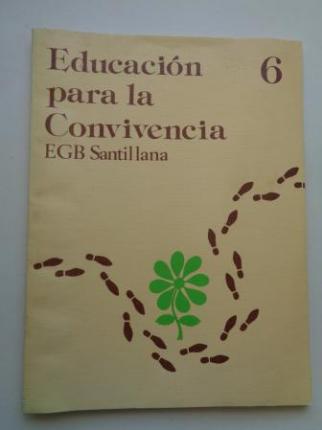 Educación 6
para la
Convivencia
EGB Santillana